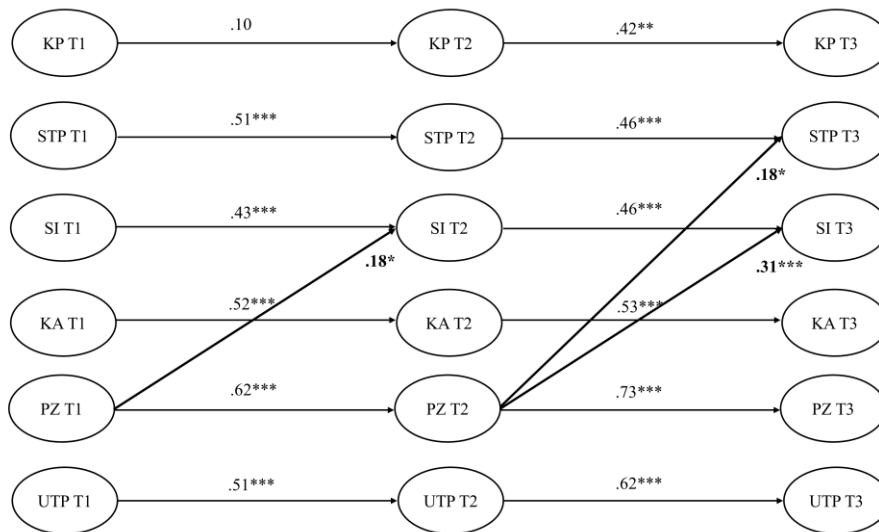 KP T1 .10 KP T2 .42** KP T3
STP T1 .51*** STP T2 .46*** STP T3
.18*
SI T1 .43*** SI T2 .46*** SI T3
.18* .31***
KA T1 .52*** KA T2 .53*** KA T3
PZ T1 .62*** PZ T2 .73*** PZ T3
UTP T1 .51*** UTP T2 .62*** UTP T3